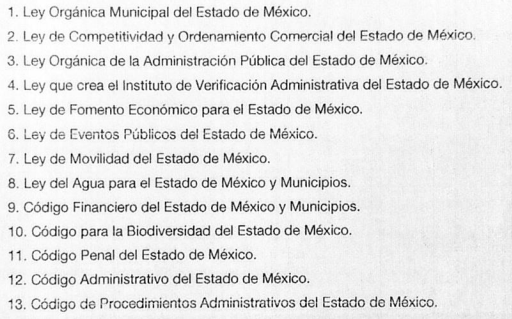 1. Ley Orgánica Municipal del Estado de México.
2. Ley de Competitividad y Ordenamiento Comercial del Estado de México.
3. Ley Orgánica de la Administración Pública del Estado de México.
4. Ley que crea el Instituto de Verificación Administrativa del Estado de México.
5. Ley de Fomento Económico para el Estado de México.
6. Ley de Eventos Públicos del Estado de México.
7. Ley de Movilidad del Estado de México.
8. Ley del Agua para el Estado de México y Municipios.
9. Código Financiero del Estado de México y Municipios.
10. Código para la Biodiversidad del Estado de México.
11. Código Penal del Estado de México.
12. Código Administrativo del Estado de México.
13. Código de Procedimientos Administrativos del Estado de México.